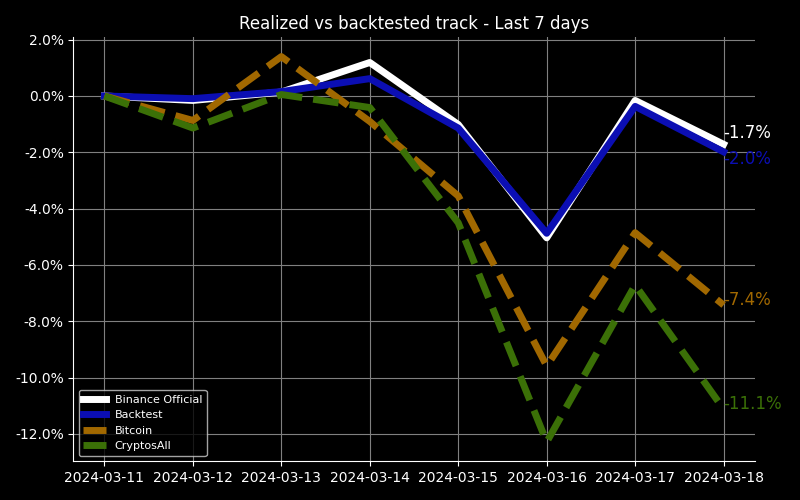 Realized vs backtested track - Last 7 days
2.0%
0.0%
-2.0%
-4.0%
-6.0%
-8.0%
-10.0%
-12.0%
-1.7%
-2.0%
-7.4%
-11.1%
Binance Official
Backtest
Bitcoin
CryptosAll
2024-03-11 2024-03-12 2024-03-13 2024-03-14 2024-03-15 2024-03-16 2024-03-17 2024-03-18